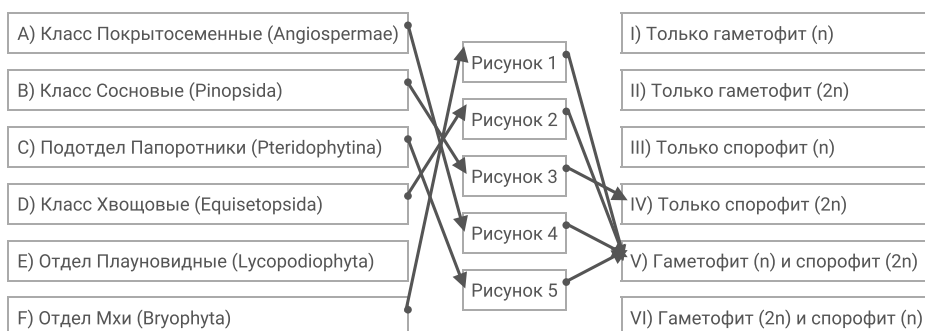 A) Класс Покрытосеменные (Angiospermae)
B) Класс Сосновые (Pinopsida)
C) Подотдел Папоротники (Pteridophytina)
D) Класс Хвощовые (Equisetopsida)
E) Отдел Плауновидные (Lycopodiophyta)
F) Отдел Мхи (Bryophyta)
Рисунок 1
Рисунок 2
Рисунок 3
Рисунок 4
Рисунок 5
I) Только гаметофит (n)
II) Только гаметофит (2n)
III) Только спорофит (n)
IV) Только спорофит (2n)
V) Гаметофит (n) и спорофит (2n)
VI) Гаметофит (2n) и спорофит (n)